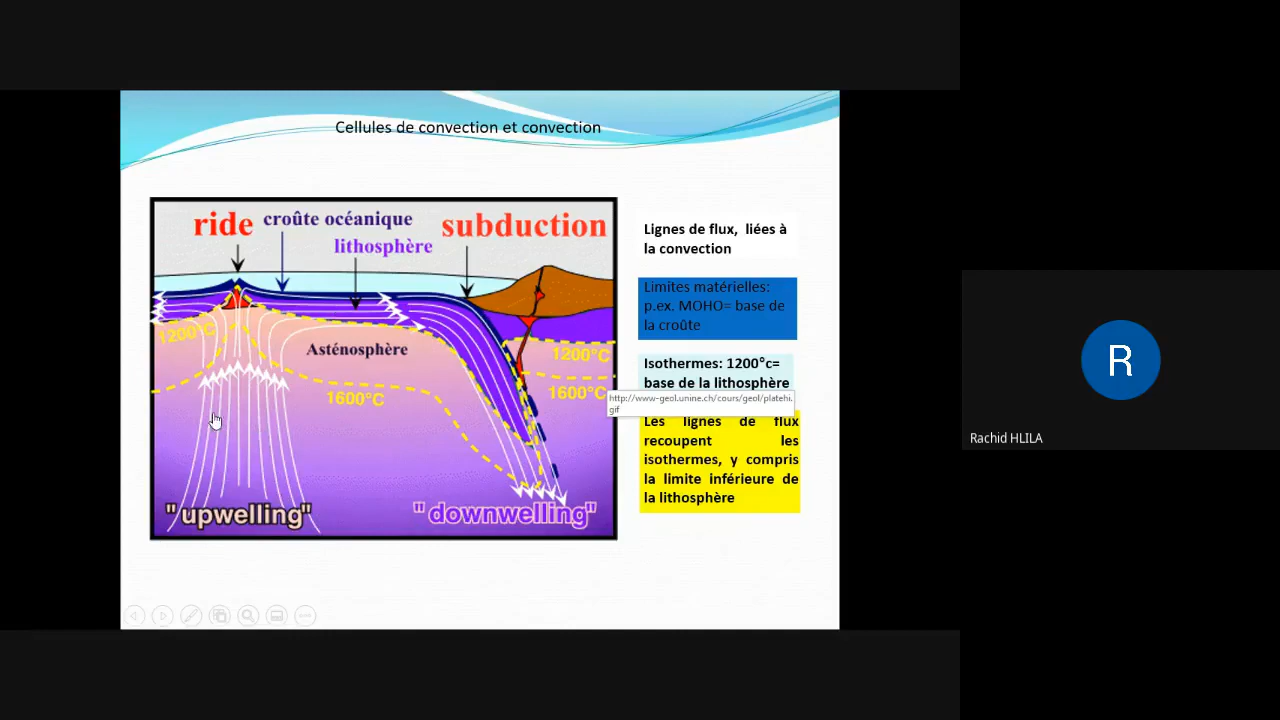 Cellules de convection et convection
ride
croûte océanique
subduction
lithosphère
1200°C
Asténosphère
1200°C
1600°C
1600°C
"upwelling"
"downwelling"
Lignes de flux, liées à
la convection
Limites matérielles:
p.ex. MOHO= base de
la croûte
Isothermes: 1200°c=
base de la lithosphère
http://www-geol.unine.ch/cours/geol/platehi.
gif
Les lignes de flux
recoupent les
isothermes, y compris
la limite inférieure de
la lithosphère
R
Rachid HLILA